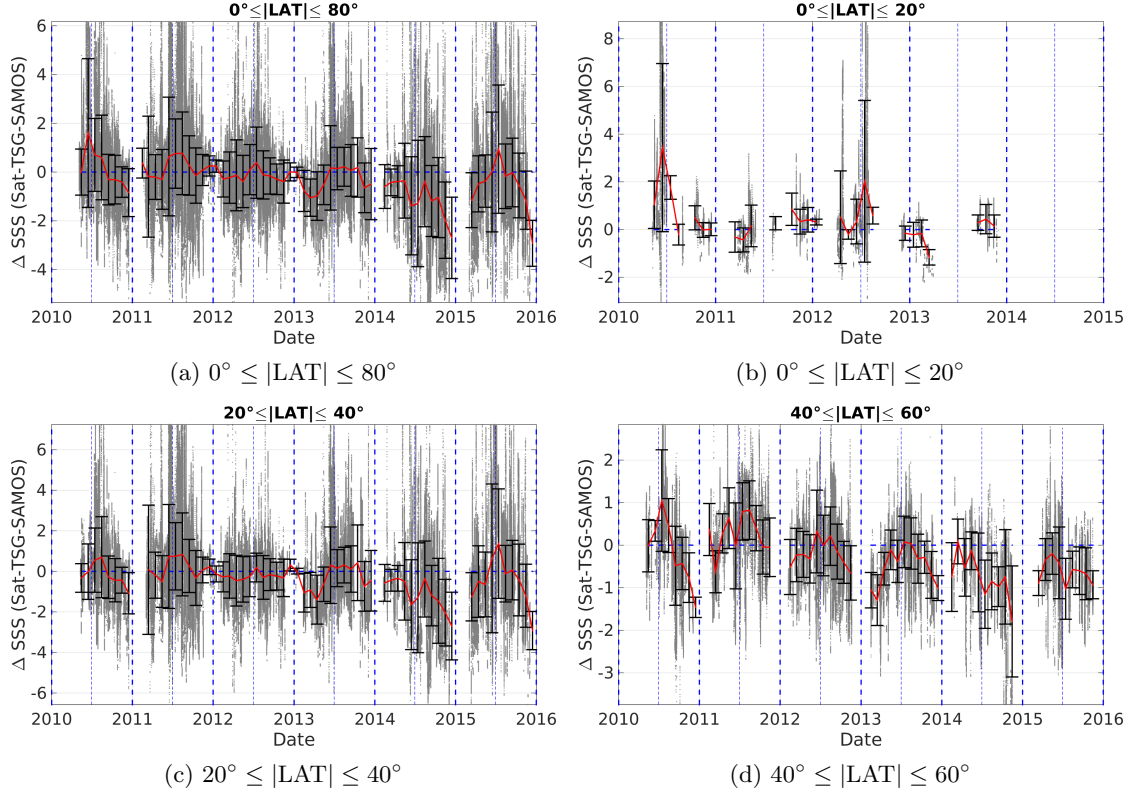 0°≤|LAT|≤ 80°
Δ SSS (Sat-TSG-SAMOS)
6
4
2
0
-2
-4
2010 2011 2012 2013 2014 2015 2016
Date
(a) 0° ≤ |LAT| ≤ 80°
0°≤|LAT|≤ 20°
Δ SSS (Sat-TSG-SAMOS)
8
6
4
2
0
-2
2010 2011 2012 2013 2014 2015
Date
(b) 0° ≤ |LAT| ≤ 20°
20°≤|LAT|≤ 40°
Δ SSS (Sat-TSG-SAMOS)
6
4
2
0
-2
-4
-6
2010 2011 2012 2013 2014 2015 2016
Date
(c) 20° ≤ |LAT| ≤ 40°
40°≤|LAT|≤ 60°
Δ SSS (Sat-TSG-SAMOS)
2
1
0
-1
-2
-3
2010 2011 2012 2013 2014 2015 2016
Date
(d) 40° ≤ |LAT| ≤ 60°